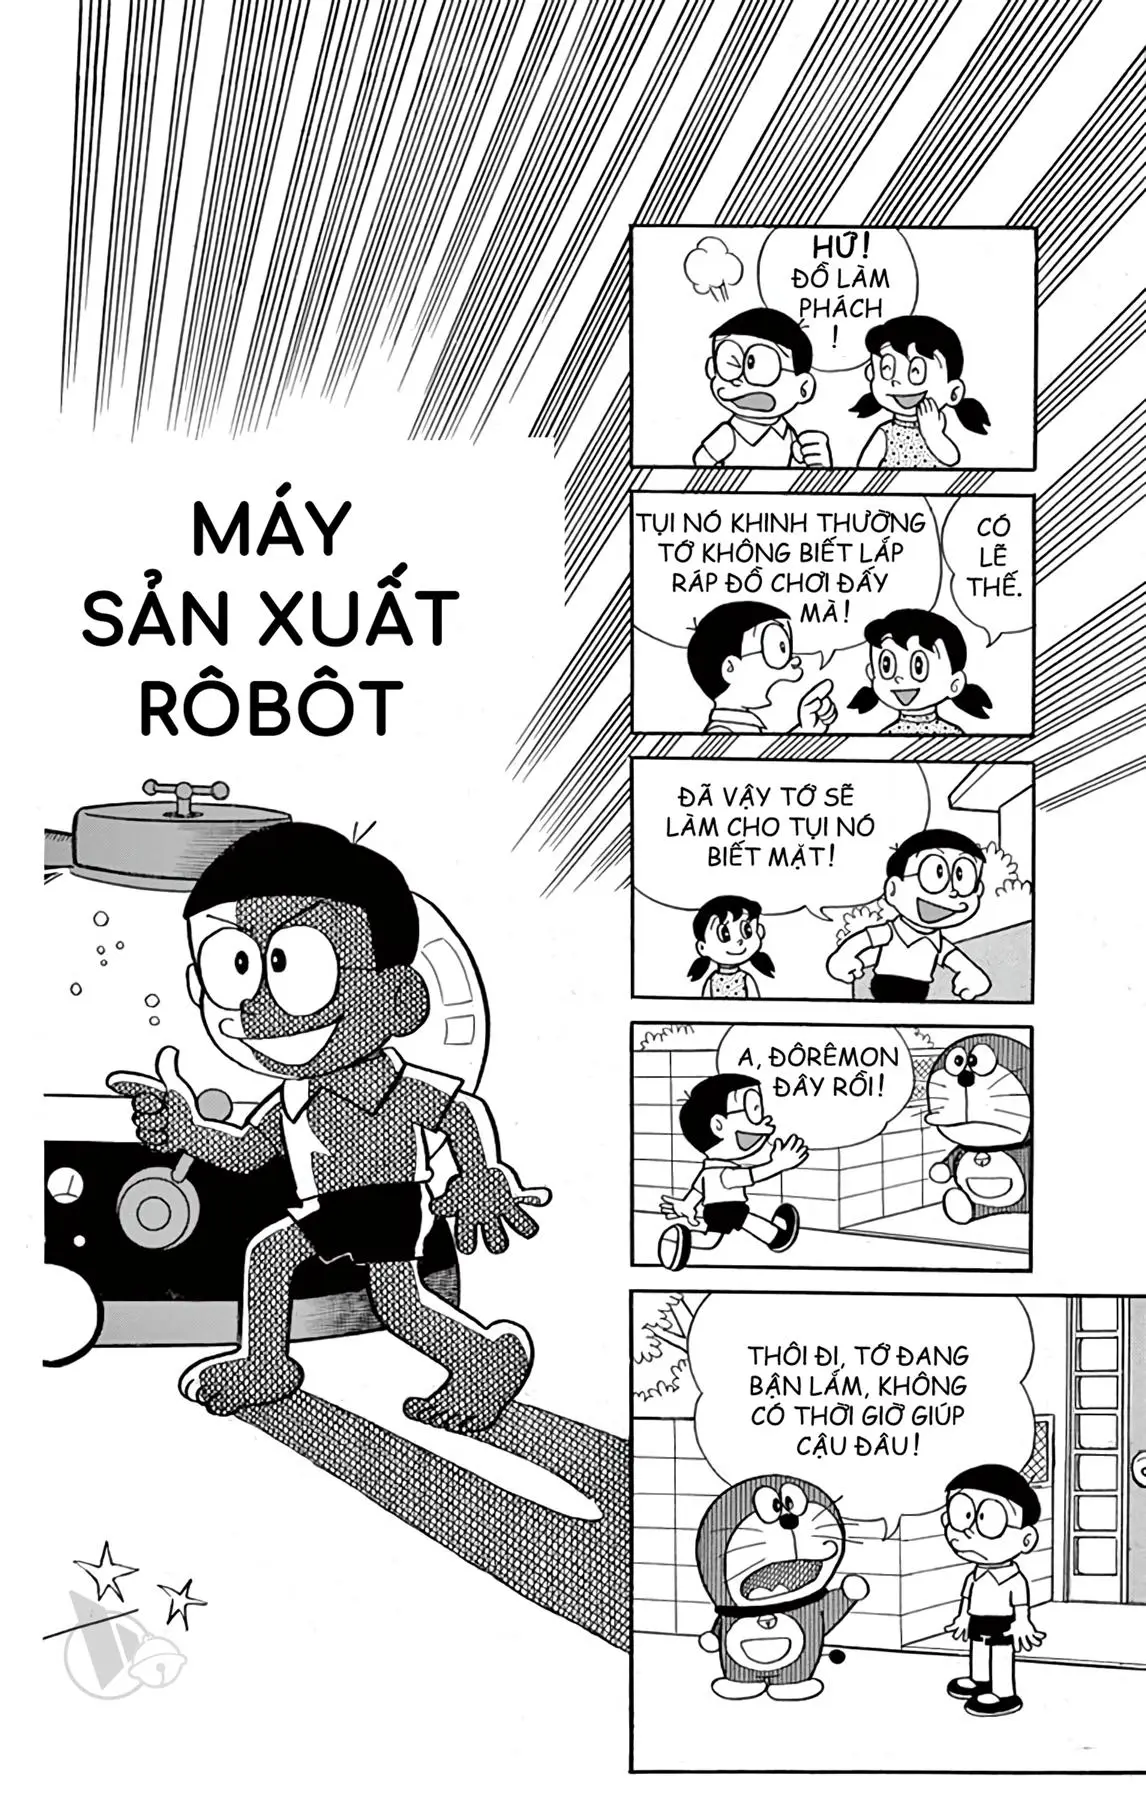 MÁY
SẢN XUẤT
RÔBÔT
HỨ!
ĐỒ LÀM
PHÁCH
!
TỤI NÓ KHINH THƯỜNG
TỚ KHÔNG BIẾT LẮP
RÁP ĐỒ CHƠI ĐẤY
MÀ!
CÓ
LẼ
THẾ.
ĐÃ VẬY TỚ SẼ
LÀM CHO TỤI NÓ
BIẾT MẶT!
A, ĐÔRÊMON
ĐÂY RỒI!
THÔI ĐI, TỚ ĐANG
BẬN LẮM, KHÔNG
CÓ THỜI GIỜ GIÚP
CẬU ĐÂU!